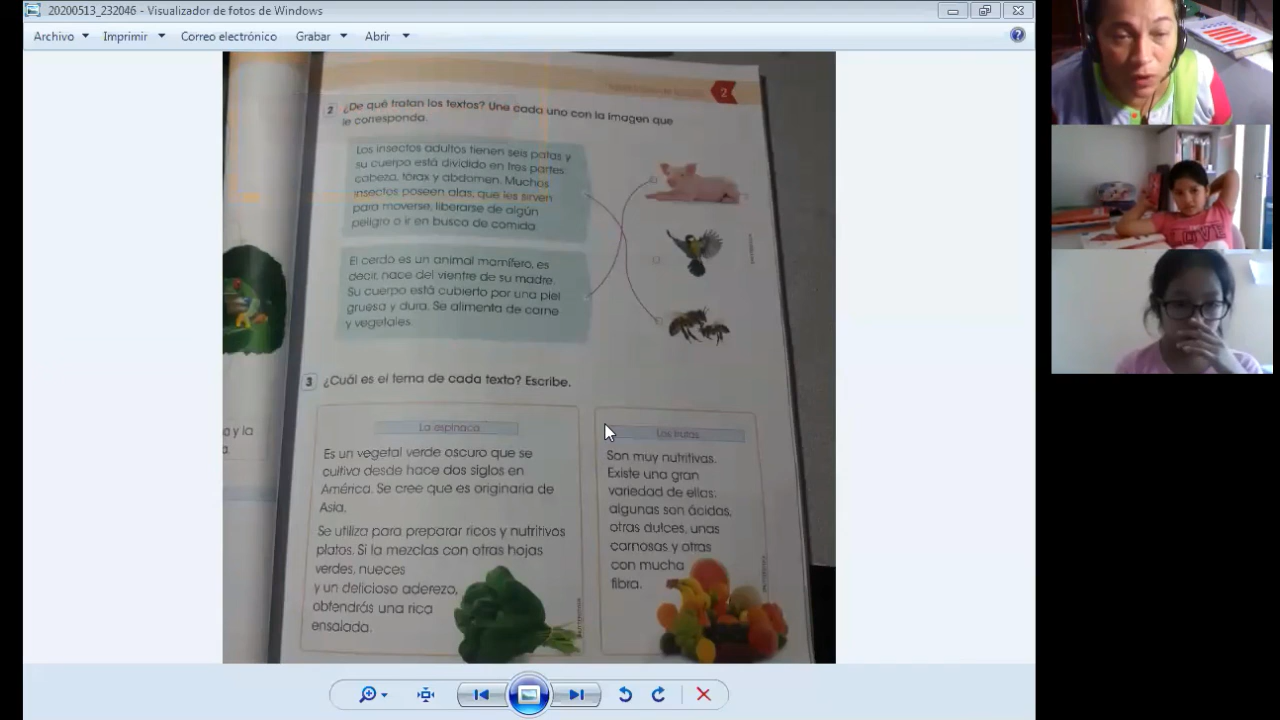 20200513_232046 - Visualizador de fotos de Windows
Archivo Imprimir Correo electrónico Grabar Abrir
2
2 ¿De qué tratan los textos? Une cada uno con la imagen que
le corresponda.
Los insectos adultos tienen seis patas y
su cuerpo está dividido en tres partes
cabeza, tórax y abdomen. Muchos
insectos poseen alas, que les sirven
para moverse, liberarse de algún
peligro o ir en busca de comida.
El cerdo es un animal mamífero, es
decir, nace del vientre de su madre.
Su cuerpo está cubierto por una piel
gruesa y dura. Se alimenta de carne
y vegetales.
3 ¿Cuál es el tema de cada texto? Escribe.
a y la
a.
La espinaca
Es un vegetal verde oscuro que se
cultiva desde hace dos siglos en
América. Se cree que es originaria de
Asia.
Se utiliza para preparar ricos y nutritivos
platos. Si la mezclas con otras hojas
verdes, nueces
y un delicioso aderezo,
obtendrás una rica
ensalada.
Las frutas
Son muy nutritivas.
Existe una gran
variedad de ellas:
algunas son ácidas,
otras dulces, unas
carnosas y otras
con mucha
fibra.
LOVE